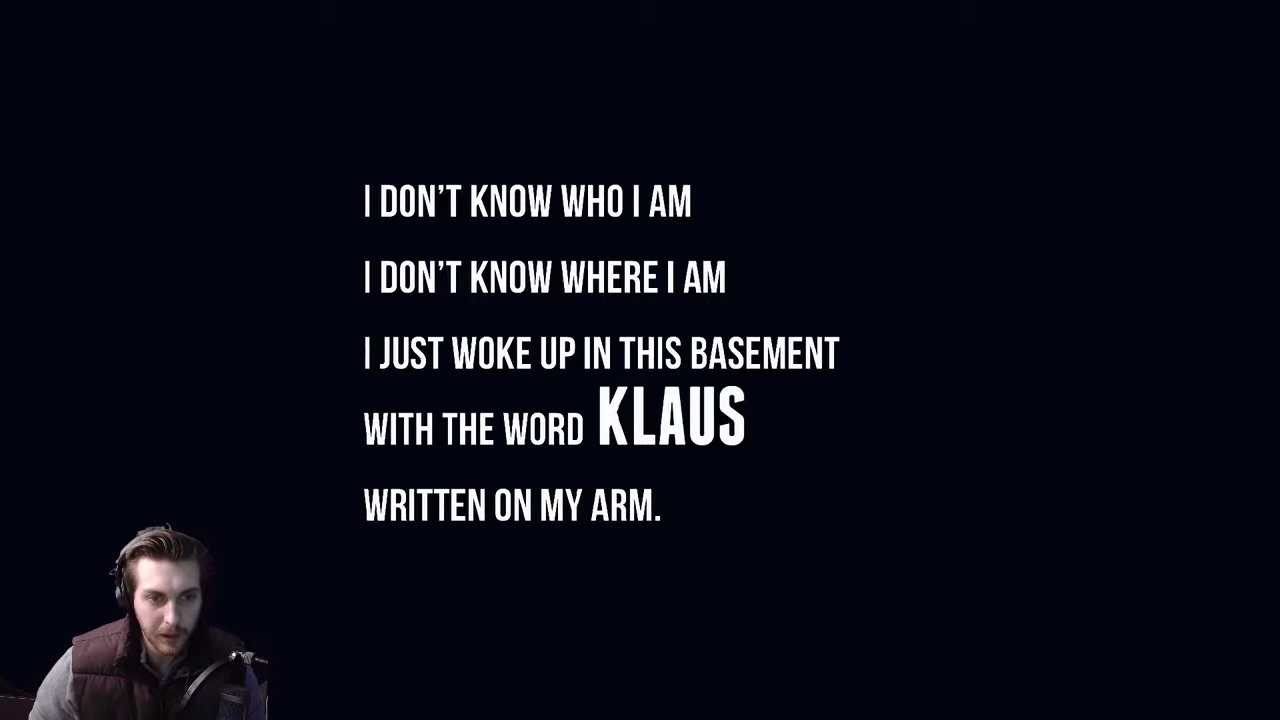 I DON’T KNOW WHO I AM
I DON’T KNOW WHERE I AM
I JUST WOKE UP IN THIS BASEMENT
WITH THE WORD KLAUS
WRITTEN ON MY ARM.